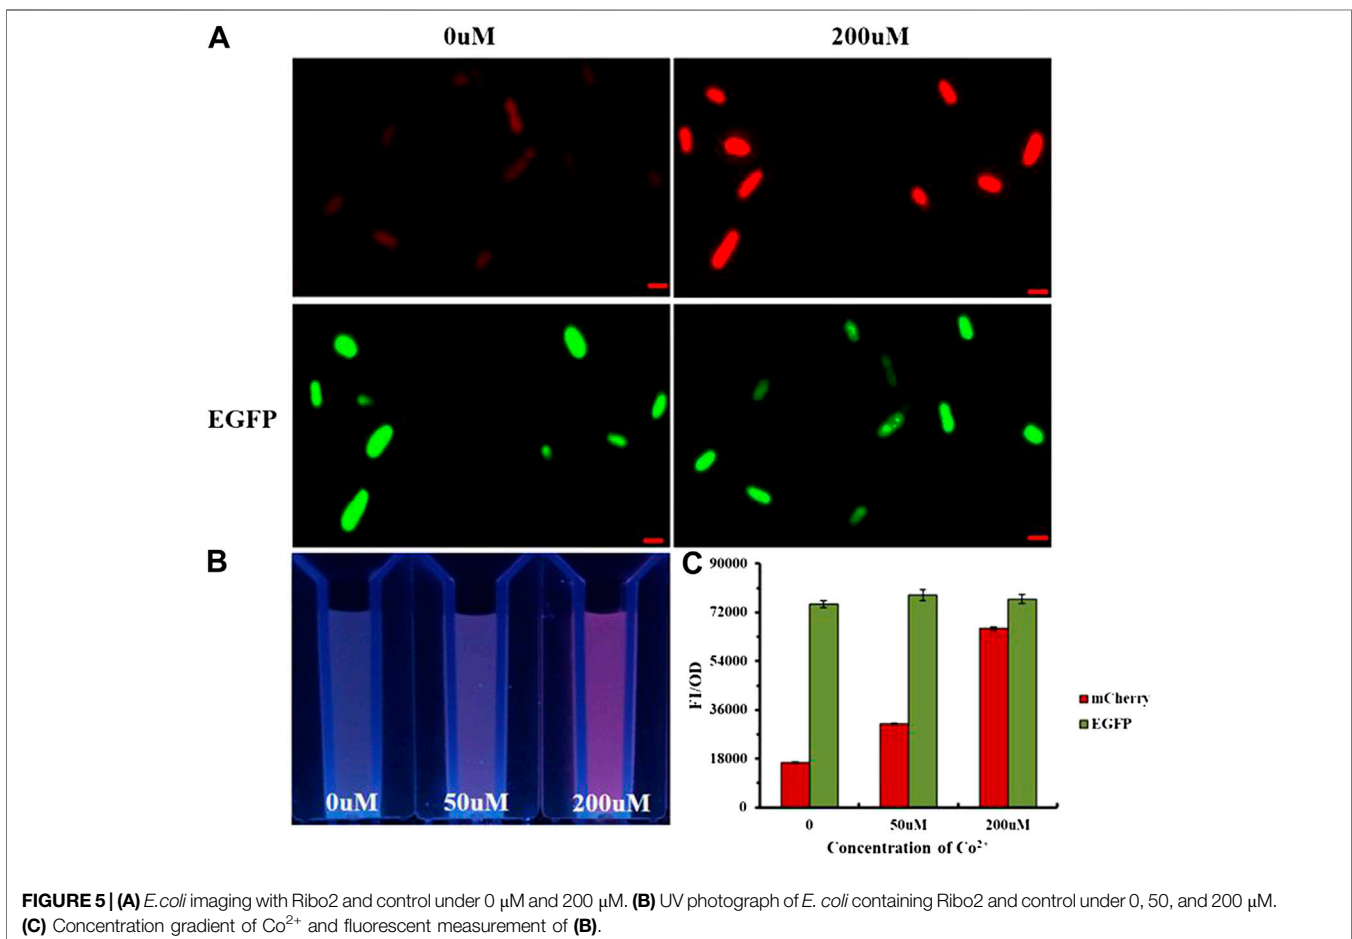 A
0uM
200uM
EGFP
B
0uM
50uM
200uM
C
90000
72000
54000
36000
18000
0
FI/OD
0
50uM
200uM
Concentration of Co²⁺
mCherry
EGFP
FIGURE 5 | (A) E.coli imaging with Ribo2 and control under 0 μM and 200 μM. (B) UV photograph of E. coli containing Ribo2 and control under 0, 50, and 200 μM.
(C) Concentration gradient of Co²⁺ and fluorescent measurement of (B).